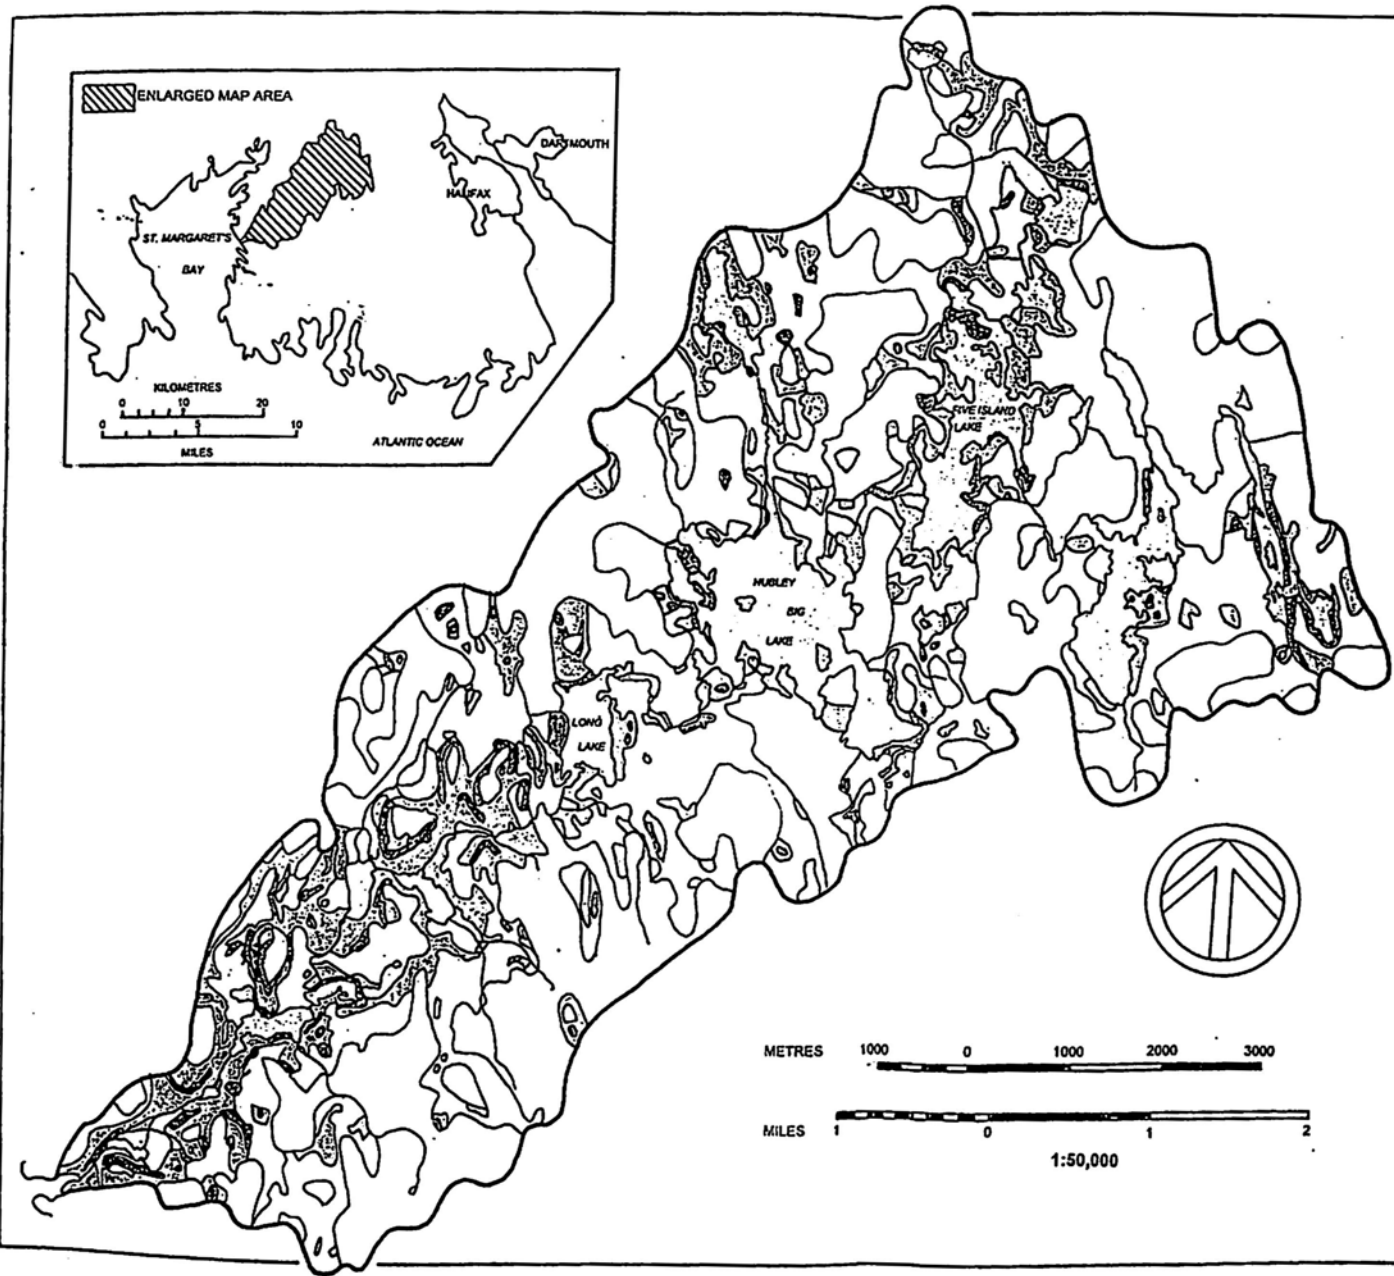 ENLARGED MAP AREA
DARTMOUTH
HALIFAX
ST. MARGARET'S
BAY
KILOMETRES
0 10 20
0 5 10
MILES
ATLANTIC OCEAN
FIVE ISLAND
LAKE
HUBLEY
BIG
LAKE
LONG
LAKE
METRES 1000 0 1000 2000 3000
MILES 1 0 1 2
1:50,000